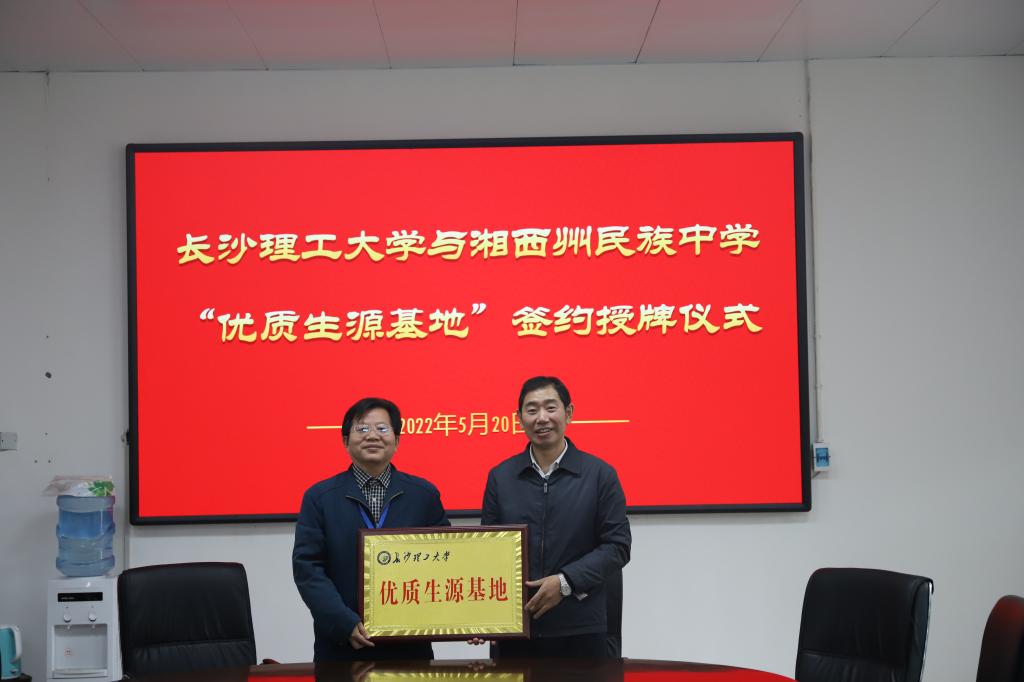 长沙理工大学与湘西州民族中学
“优质生源基地”签约授牌仪式
2022年5月20日
长沙理工大学
优质生源基地